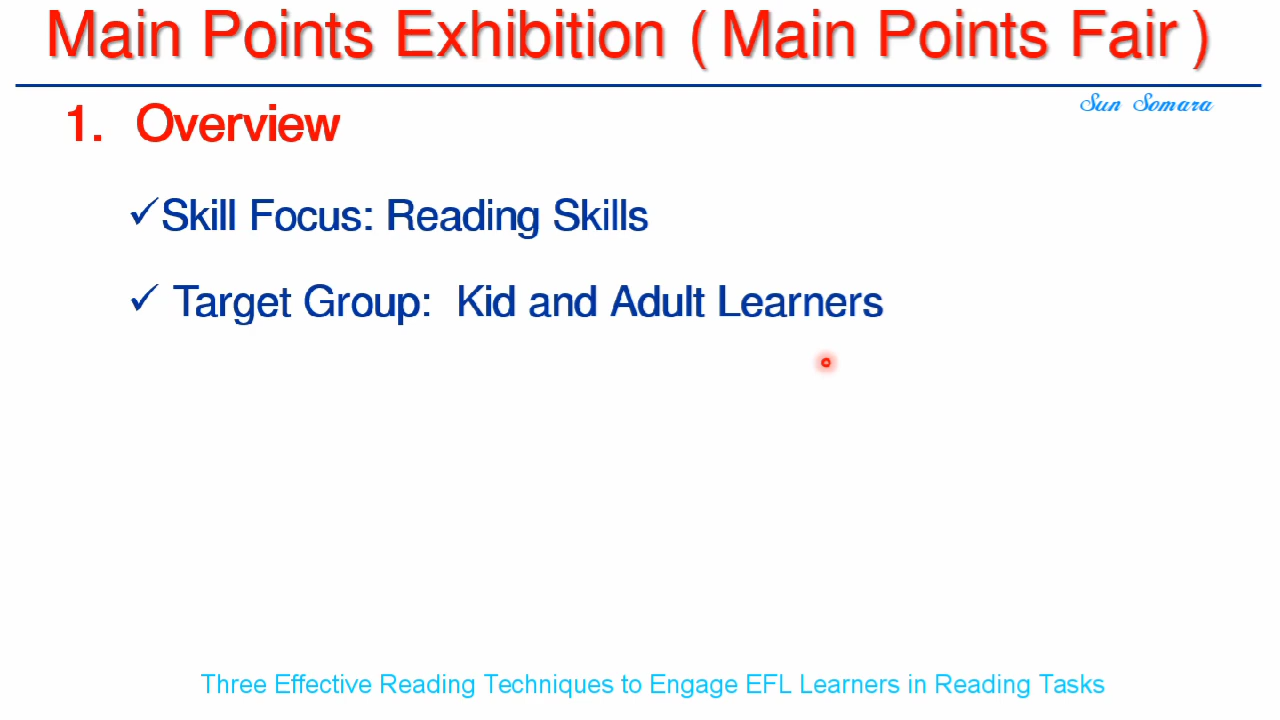 Main Points Exhibition ( Main Points Fair )
Sun Somara
1. Overview
✓Skill Focus: Reading Skills
✓ Target Group: Kid and Adult Learners
Three Effective Reading Techniques to Engage EFL Learners in Reading Tasks